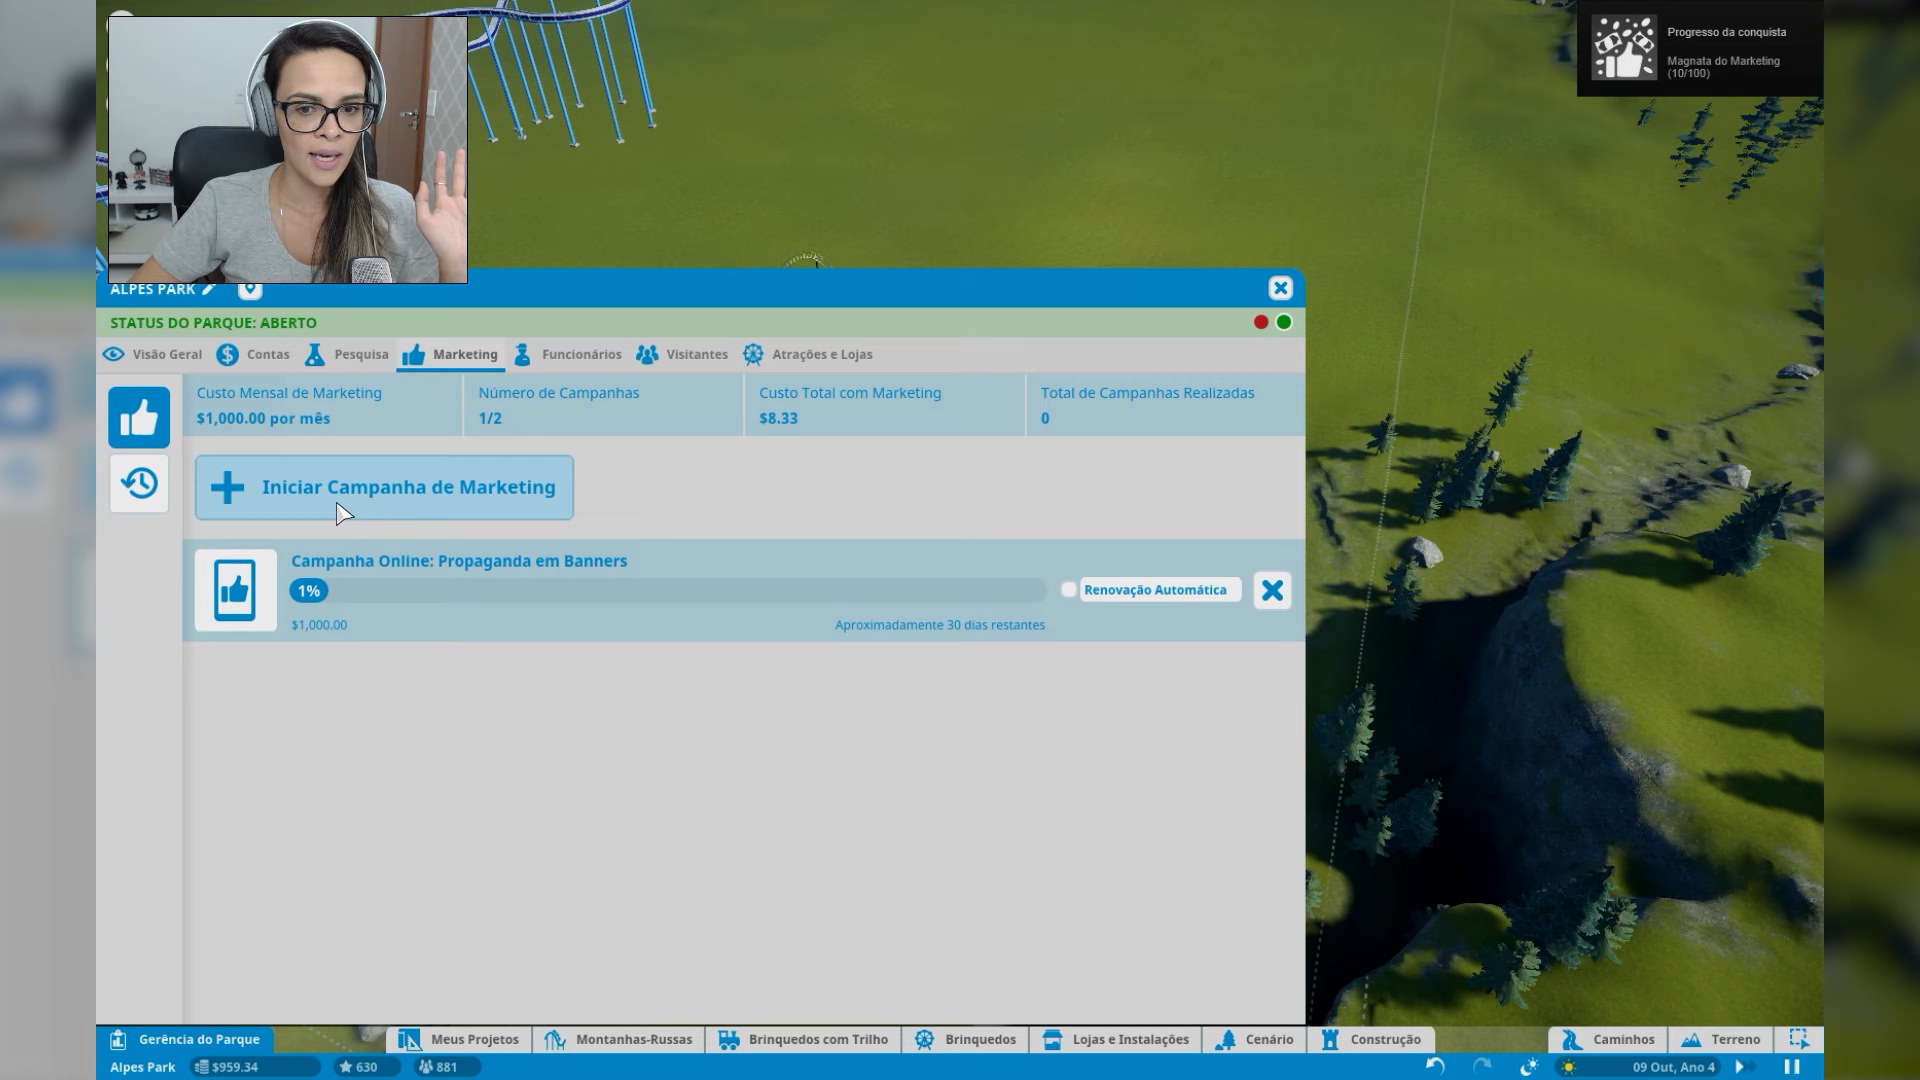 Progresso da conquista
Magnata do Marketing
(10/100)
ALPES PARK
STATUS DO PARQUE: ABERTO
Visão Geral
Contas
Pesquisa
Marketing
Funcionários
Visitantes
Atrações e Lojas
Custo Mensal de Marketing
$1,000.00 por mês
Número de Campanhas
1/2
Custo Total com Marketing
$8.33
Total de Campanhas Realizadas
0
Iniciar Campanha de Marketing
Campanha Online: Propaganda em Banners
1%
Renovação Automática
$1,000.00
Aproximadamente 30 dias restantes
Gerência do Parque
Meus Projetos
Montanhas-Russas
Brinquedos com Trilho
Brinquedos
Lojas e Instalações
Cenário
Construção
Caminhos
Terreno
Alpes Park
$959.34
630
881
09 Out, Ano 4